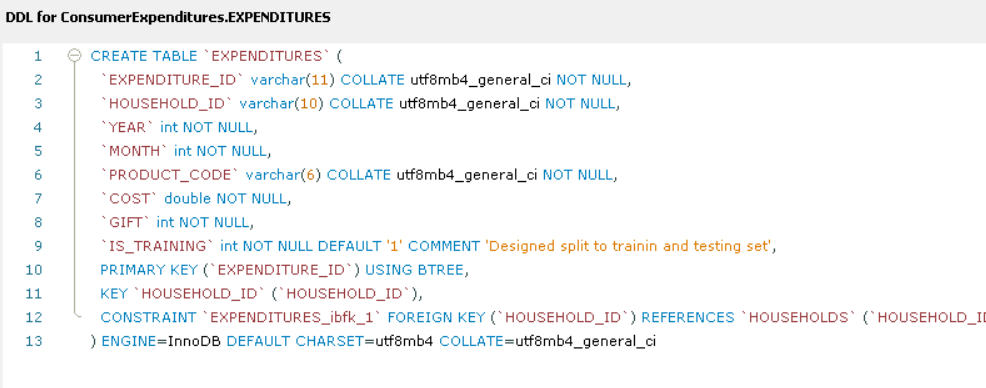 DDL for ConsumerExpenditures.EXPENDITURES
1 CREATE TABLE `EXPENDITURES` (
2 `EXPENDITURE_ID` varchar(11) COLLATE utf8mb4_general_ci NOT NULL,
3 `HOUSEHOLD_ID` varchar(10) COLLATE utf8mb4_general_ci NOT NULL,
4 `YEAR` int NOT NULL,
5 `MONTH` int NOT NULL,
6 `PRODUCT_CODE` varchar(6) COLLATE utf8mb4_general_ci NOT NULL,
7 `COST` double NOT NULL,
8 `GIFT` int NOT NULL,
9 `IS_TRAINING` int NOT NULL DEFAULT '1' COMMENT 'Designed split to trainin and testing set',
10 PRIMARY KEY (`EXPENDITURE_ID`) USING BTREE,
11 KEY `HOUSEHOLD_ID` (`HOUSEHOLD_ID`),
12 CONSTRAINT `EXPENDITURES_ibfk_1` FOREIGN KEY (`HOUSEHOLD_ID`) REFERENCES `HOUSEHOLDS` (`HOUSEHOLD_
13 ) ENGINE=InnoDB DEFAULT CHARSET=utf8mb4 COLLATE=utf8mb4_general_ci